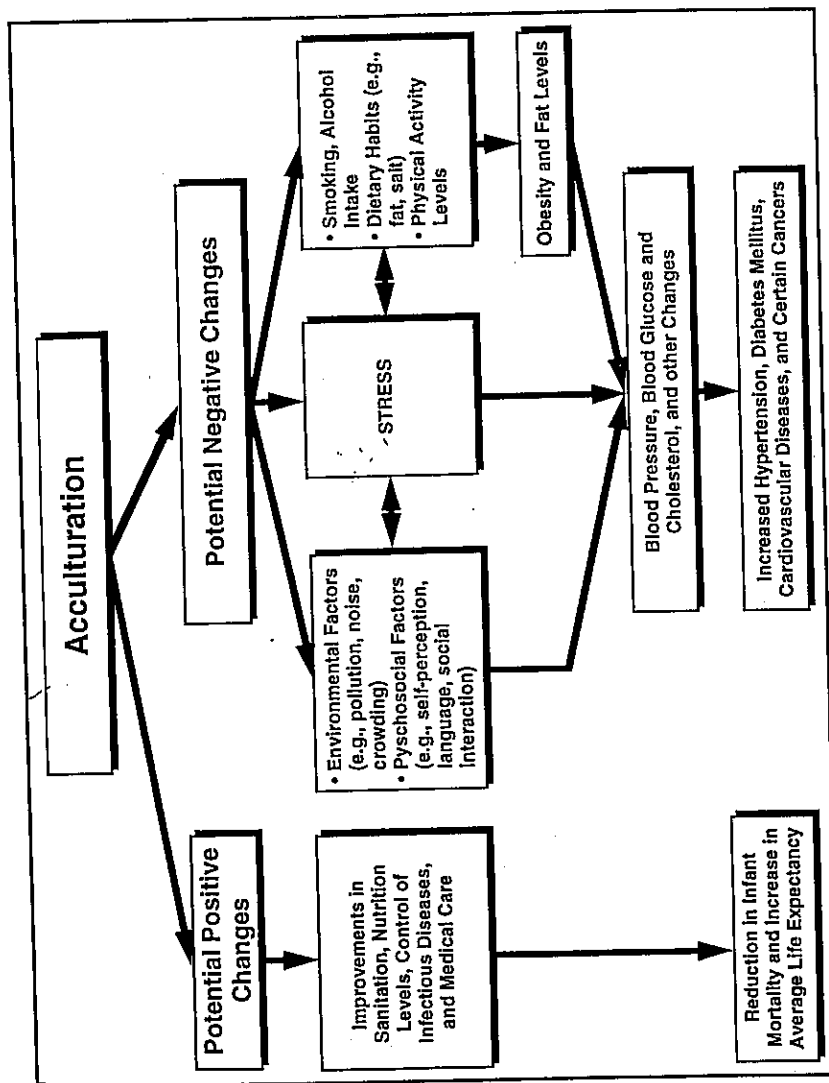 Acculturation
Potential Positive
Changes
Potential Negative Changes
Improvements in
Sanitation, Nutrition
Levels, Control of
Infectious Diseases,
and Medical Care
• Environmental Factors
(e.g., pollution, noise,
crowding)
• Pyschosocial Factors
(e.g., self-perception,
language, social
Interaction)
STRESS
• Smoking, Alcohol
Intake
• Dietary Habits (e.g.,
fat, salt)
• Physical Activity
Levels
Obesity and Fat Levels
Blood Pressure, Blood Glucose and
Cholesterol, and other Changes
Reduction in Infant
Mortality and Increase in
Average Life Expectancy
Increased Hypertension, Diabetes Mellitus,
Cardiovascular Diseases, and Certain Cancers